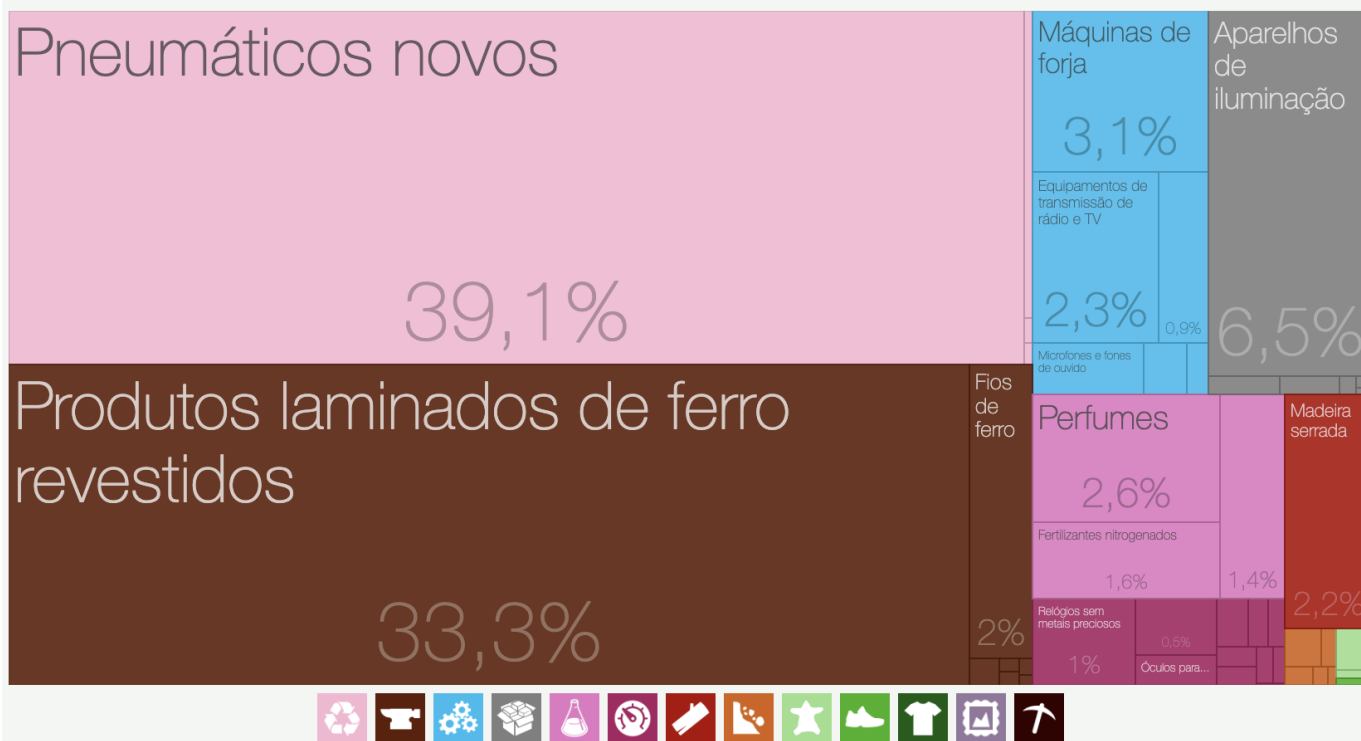 Pneumáticos novos
39,1%
Produtos laminados de ferro
revestidos
33,3%
Fios
de
ferro
2%
Máquinas de
forja
3,1%
Equipamentos de
transmissão de
rádio e TV
2,3%
0,9%
Microfones e fones
de ouvido
Aparelhos
de
iluminação
6,5%
Perfumes
2,6%
Fertilizantes nitrogenados
1,6%
1,4%
Relógios sem
metais preciosos
1%
0,5%
Óculos para...
Madeira
serrada
2,2%